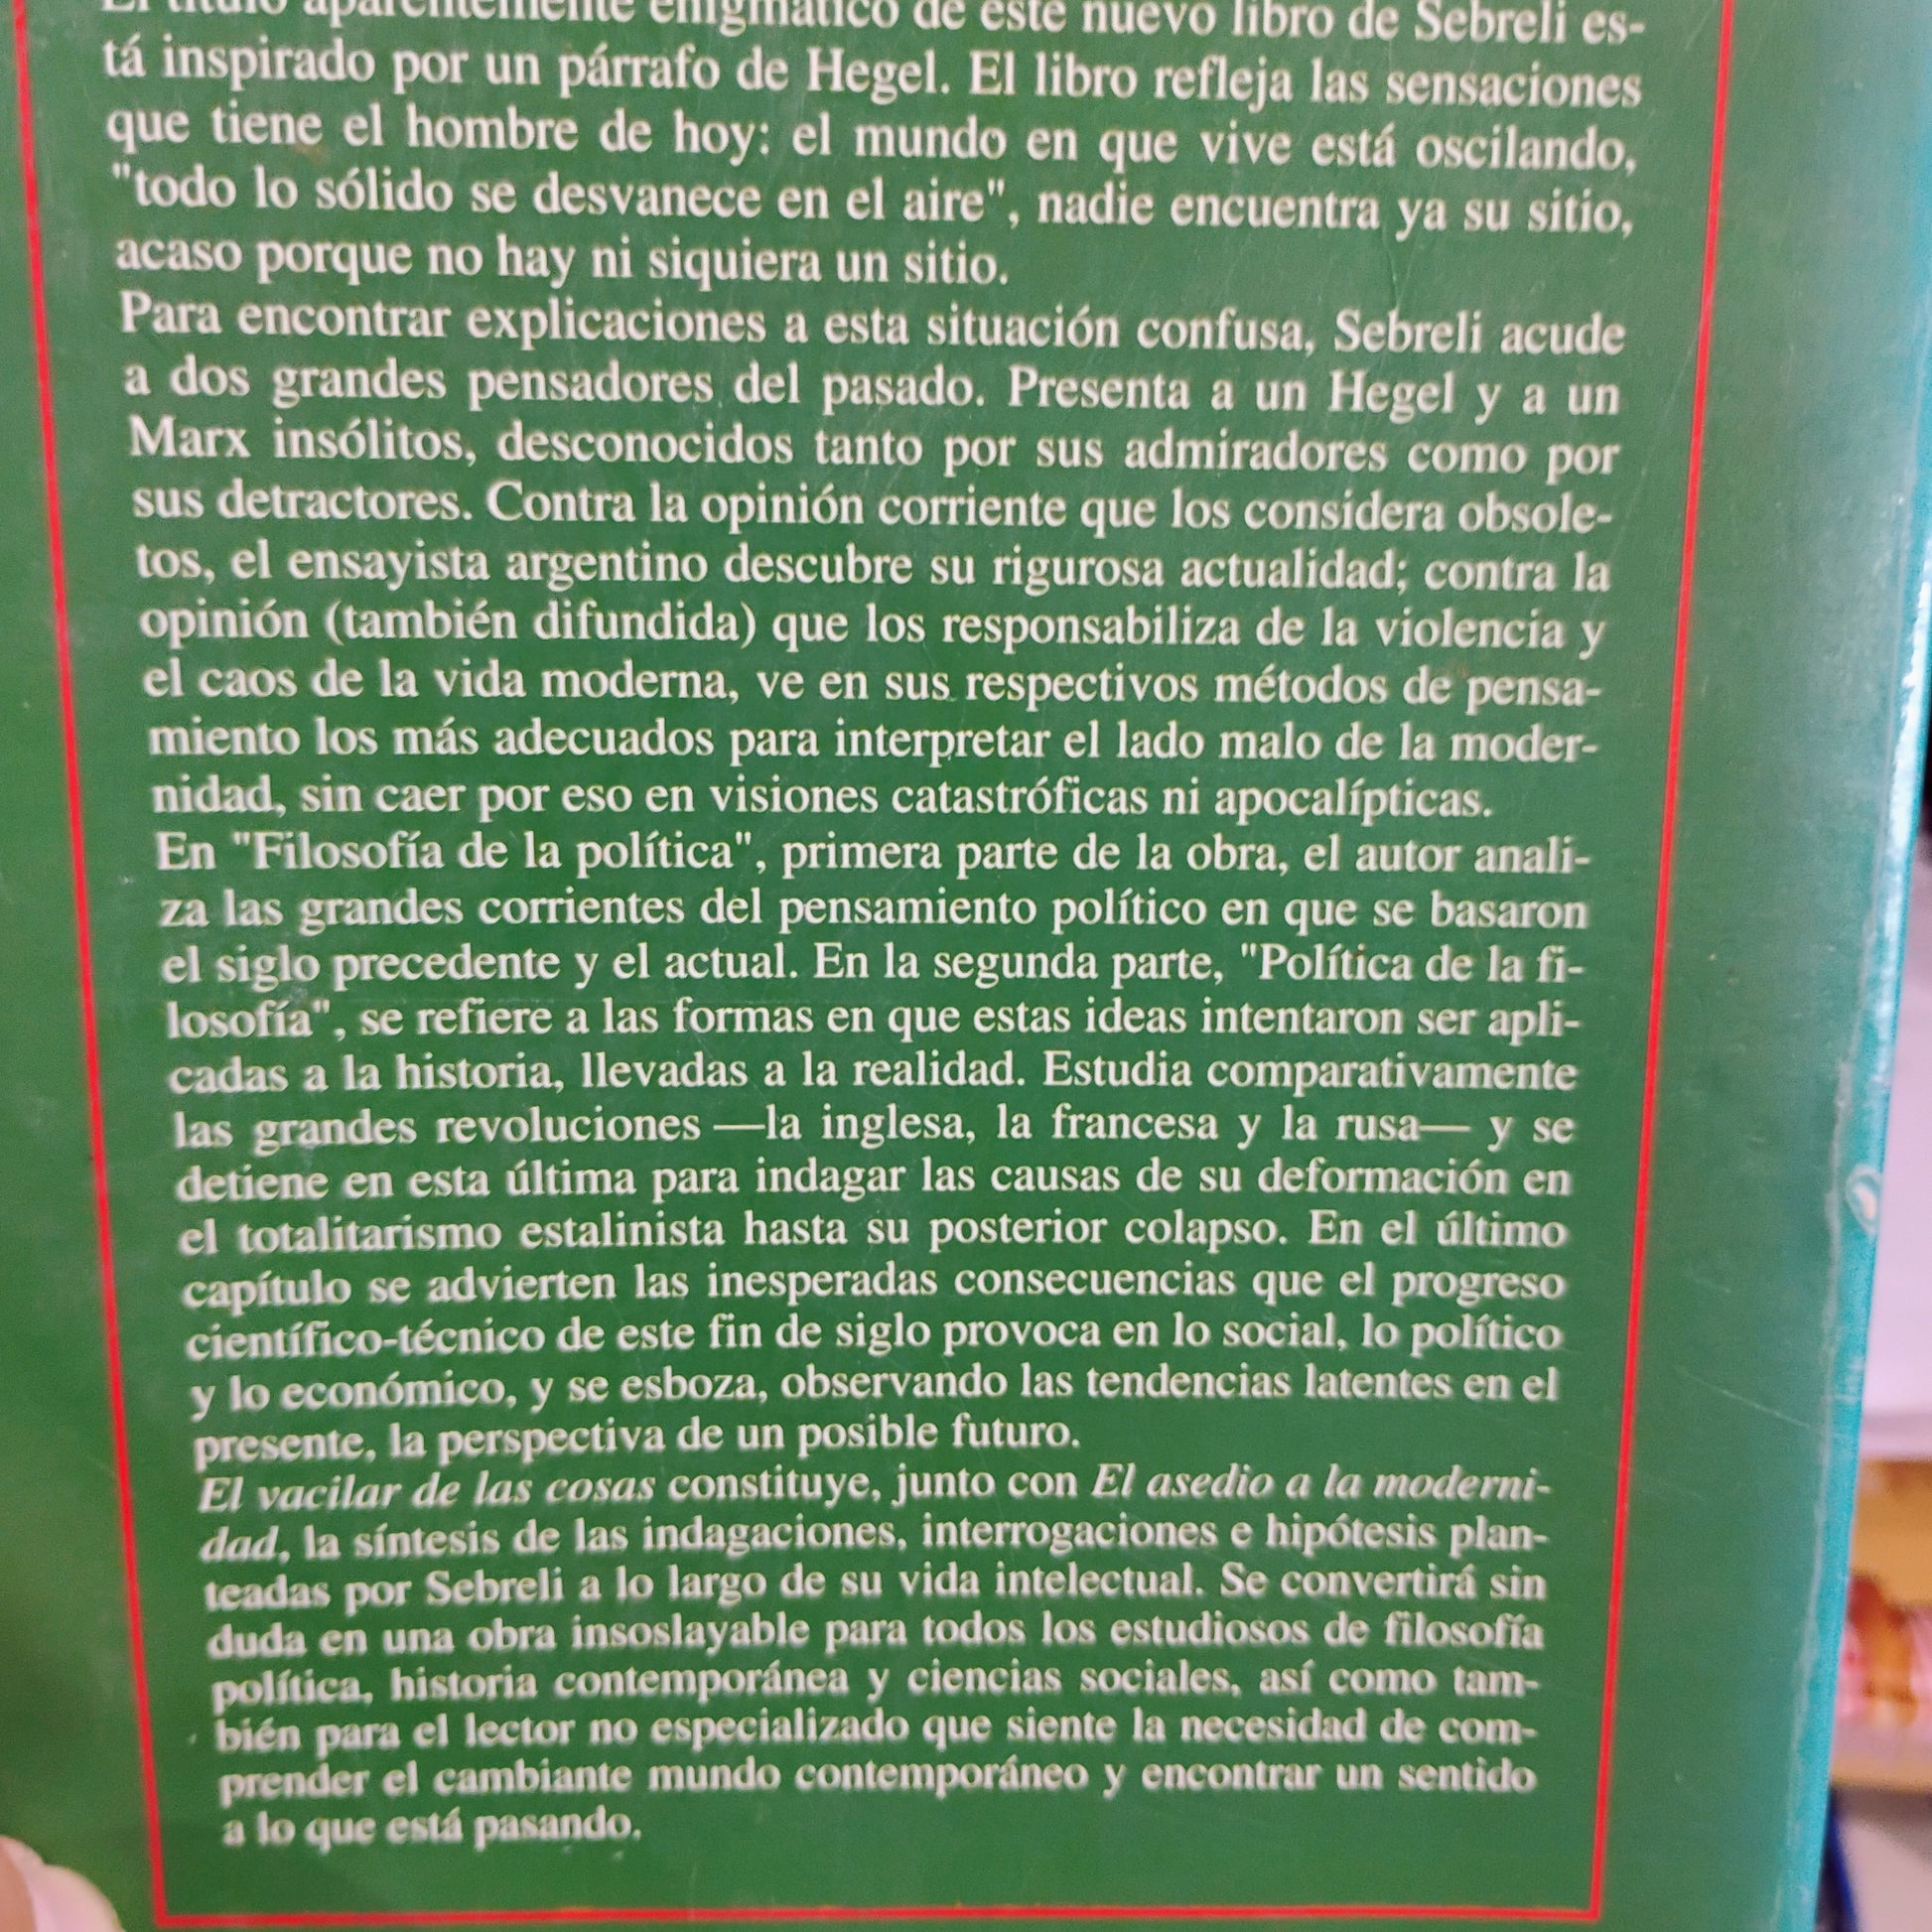 El título aparentemente enigmático de este nuevo libro de Sebreli es-
tá inspirado por un párrafo de Hegel. El libro refleja las sensaciones
que tiene el hombre de hoy: el mundo en que vive está oscilando,
"todo lo sólido se desvanece en el aire", nadie encuentra ya su sitio,
acaso porque no hay ni siquiera un sitio.
Para encontrar explicaciones a esta situación confusa, Sebreli acude
a dos grandes pensadores del pasado. Presenta a un Hegel y a un
Marx insólitos, desconocidos tanto por sus admiradores como por
sus detractores. Contra la opinión corriente que los considera obsole-
tos, el ensayista argentino descubre su rigurosa actualidad; contra la
opinión (también difundida) que los responsabiliza de la violencia y
el caos de la vida moderna, ve en sus respectivos métodos de pensa-
miento los más adecuados para interpretar el lado malo de la moder-
nidad, sin caer por eso en visiones catastróficas ni apocalípticas.
En "Filosofía de la política", primera parte de la obra, el autor anali-
za las grandes corrientes del pensamiento político en que se basaron
el siglo precedente y el actual. En la segunda parte, "Política de la fi-
losofía", se refiere a las formas en que estas ideas intentaron ser apli-
cadas a la historia, llevadas a la realidad. Estudia comparativamente
las grandes revoluciones —la inglesa, la francesa y la rusa— y se
detiene en esta última para indagar las causas de su deformación en
el totalitarismo estalinista hasta su posterior colapso. En el último
capítulo se advierten las inesperadas consecuencias que el progreso
científico-técnico de este fin de siglo provoca en lo social, lo político
y lo económico, y se esboza, observando las tendencias latentes en el
presente, la perspectiva de un posible futuro.
El vacilar de las cosas constituye, junto con El asedio a la moderni-
dad, la síntesis de las indagaciones, interrogaciones e hipótesis plan-
teadas por Sebreli a lo largo de su vida intelectual. Se convertirá sin
duda en una obra insoslayable para todos los estudiosos de filosofía
política, historia contemporánea y ciencias sociales, así como tam-
bién para el lector no especializado que siente la necesidad de com-
prender el cambiante mundo contemporáneo y encontrar un sentido
a lo que está pasando.